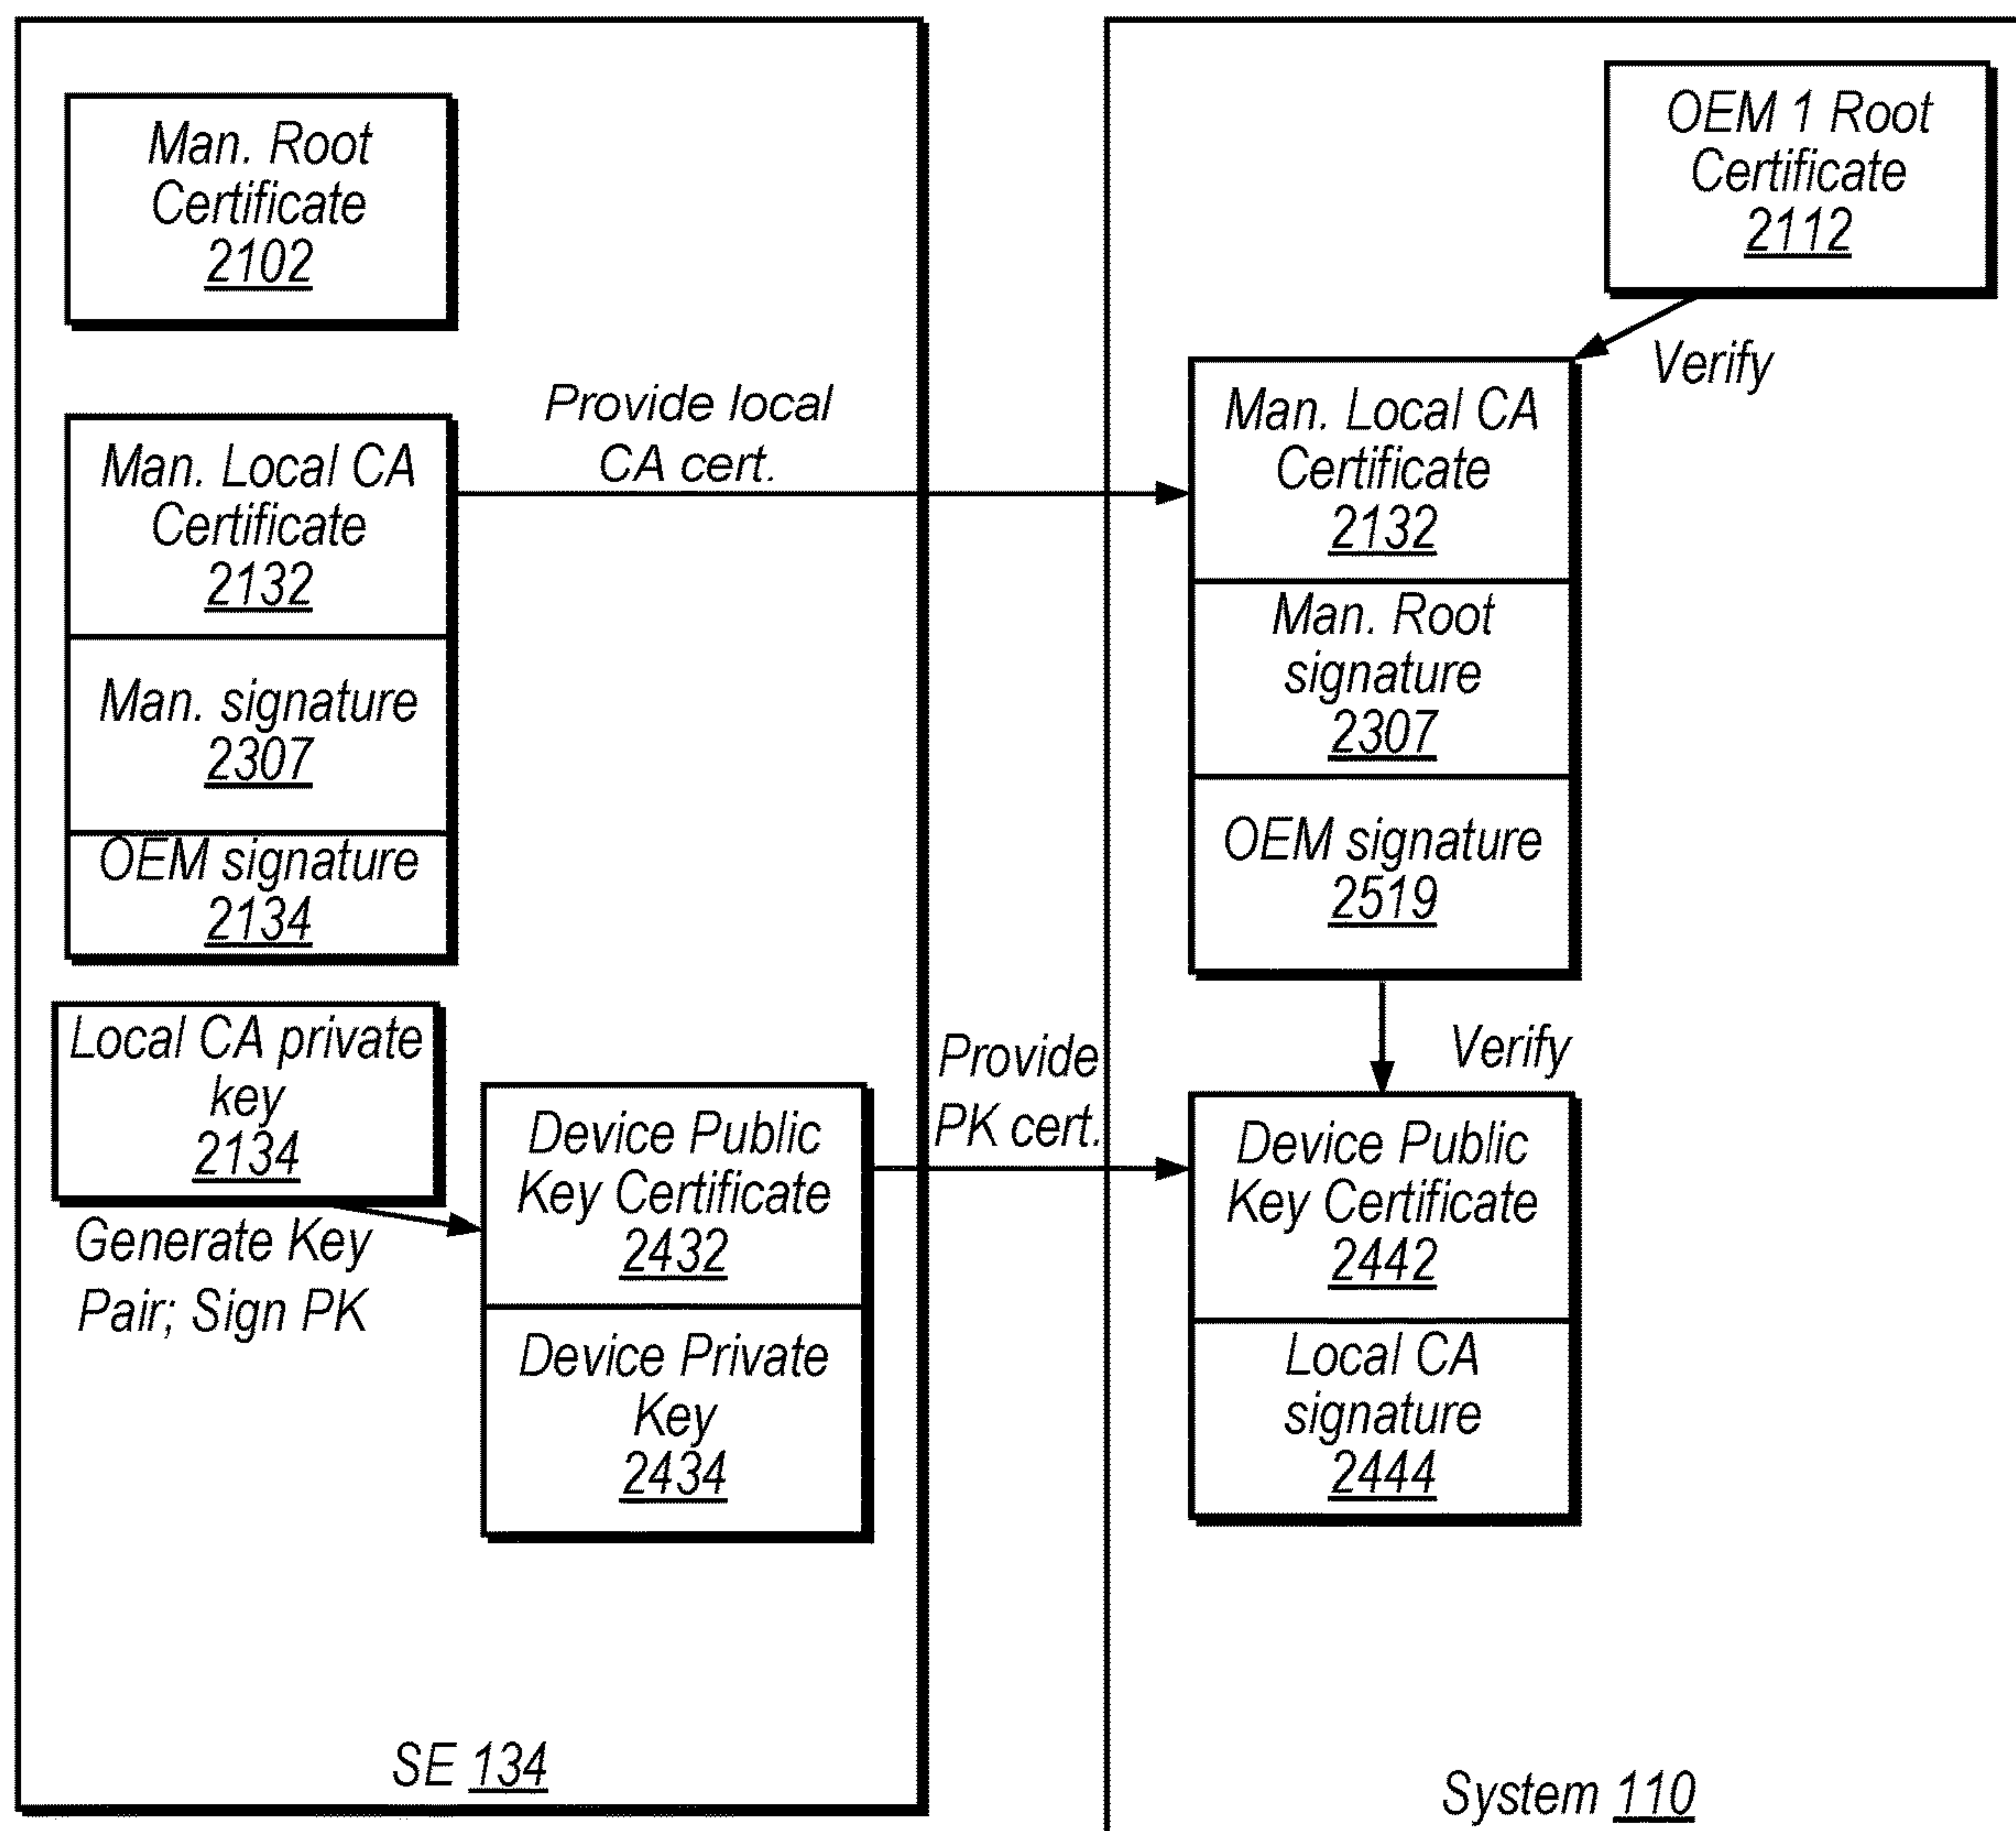 Man. Root
Certificate
2102
Man. Local CA
Certificate
2132
Man. signature
2307
OEM signature
2134
Local CA private
key
2134
Generate Key
Pair; Sign PK
Device Public
Key Certificate
2432
Device Private
Key
2434
SE 134
Provide local
CA cert.
Provide
PK cert.
OEM 1 Root
Certificate
2112
Verify
Man. Local CA
Certificate
2132
Man. Root
signature
2307
OEM signature
2519
Verify
Device Public
Key Certificate
2442
Local CA
signature
2444
System 110